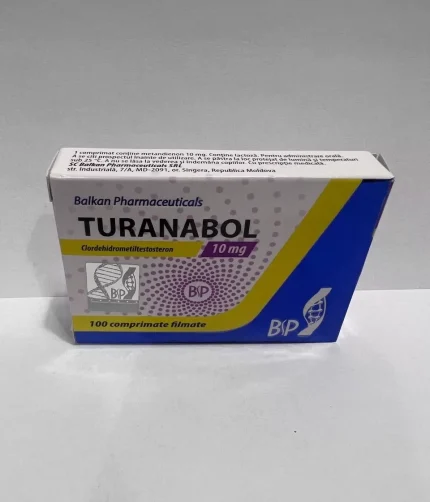 1 comprimat conține metandienon 10 mg. Conține lactoză. Pentru administrare orală.
A se citi prospectul înainte de utilizare. A se păstra la loc protejat de lumină și temperaturi
sub 25 °C. A nu se lăsa la vederea și îndemâna copiilor. Cu prescripție medicală.
SC Balkan Pharmaceuticals SRL
str. Industrială, 7/A, MD-2091, or. Sîngera, Republica Moldova
Balkan Pharmaceuticals
TURANABOL
Clordehidrometiltestosteron
10 mg
BP
BP
100 comprimate filmate
BP